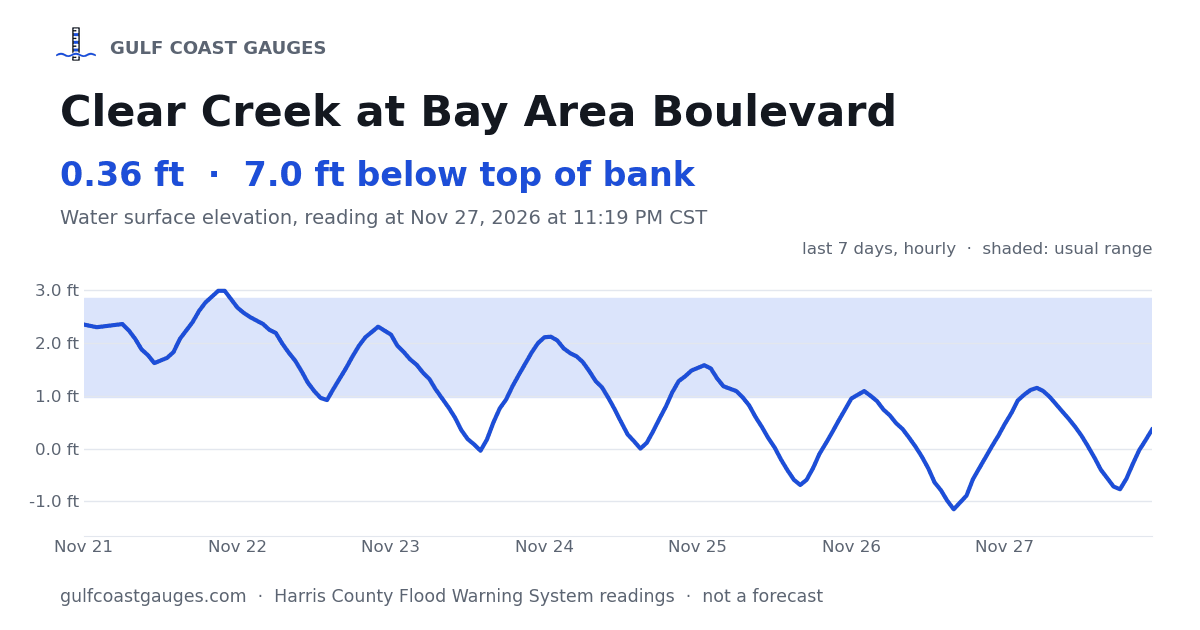 GULF COAST GAUGES
Clear Creek at Bay Area Boulevard
0.36 ft · 7.0 ft below top of bank
Water surface elevation, reading at Nov 27, 2026 at 11:19 PM CST
last 7 days, hourly · shaded: usual range
3.0 ft
2.0 ft
1.0 ft
0.0 ft
-1.0 ft
Nov 21 Nov 22 Nov 23 Nov 24 Nov 25 Nov 26 Nov 27
gulfcoastgauges.com · Harris County Flood Warning System readings · not a forecast